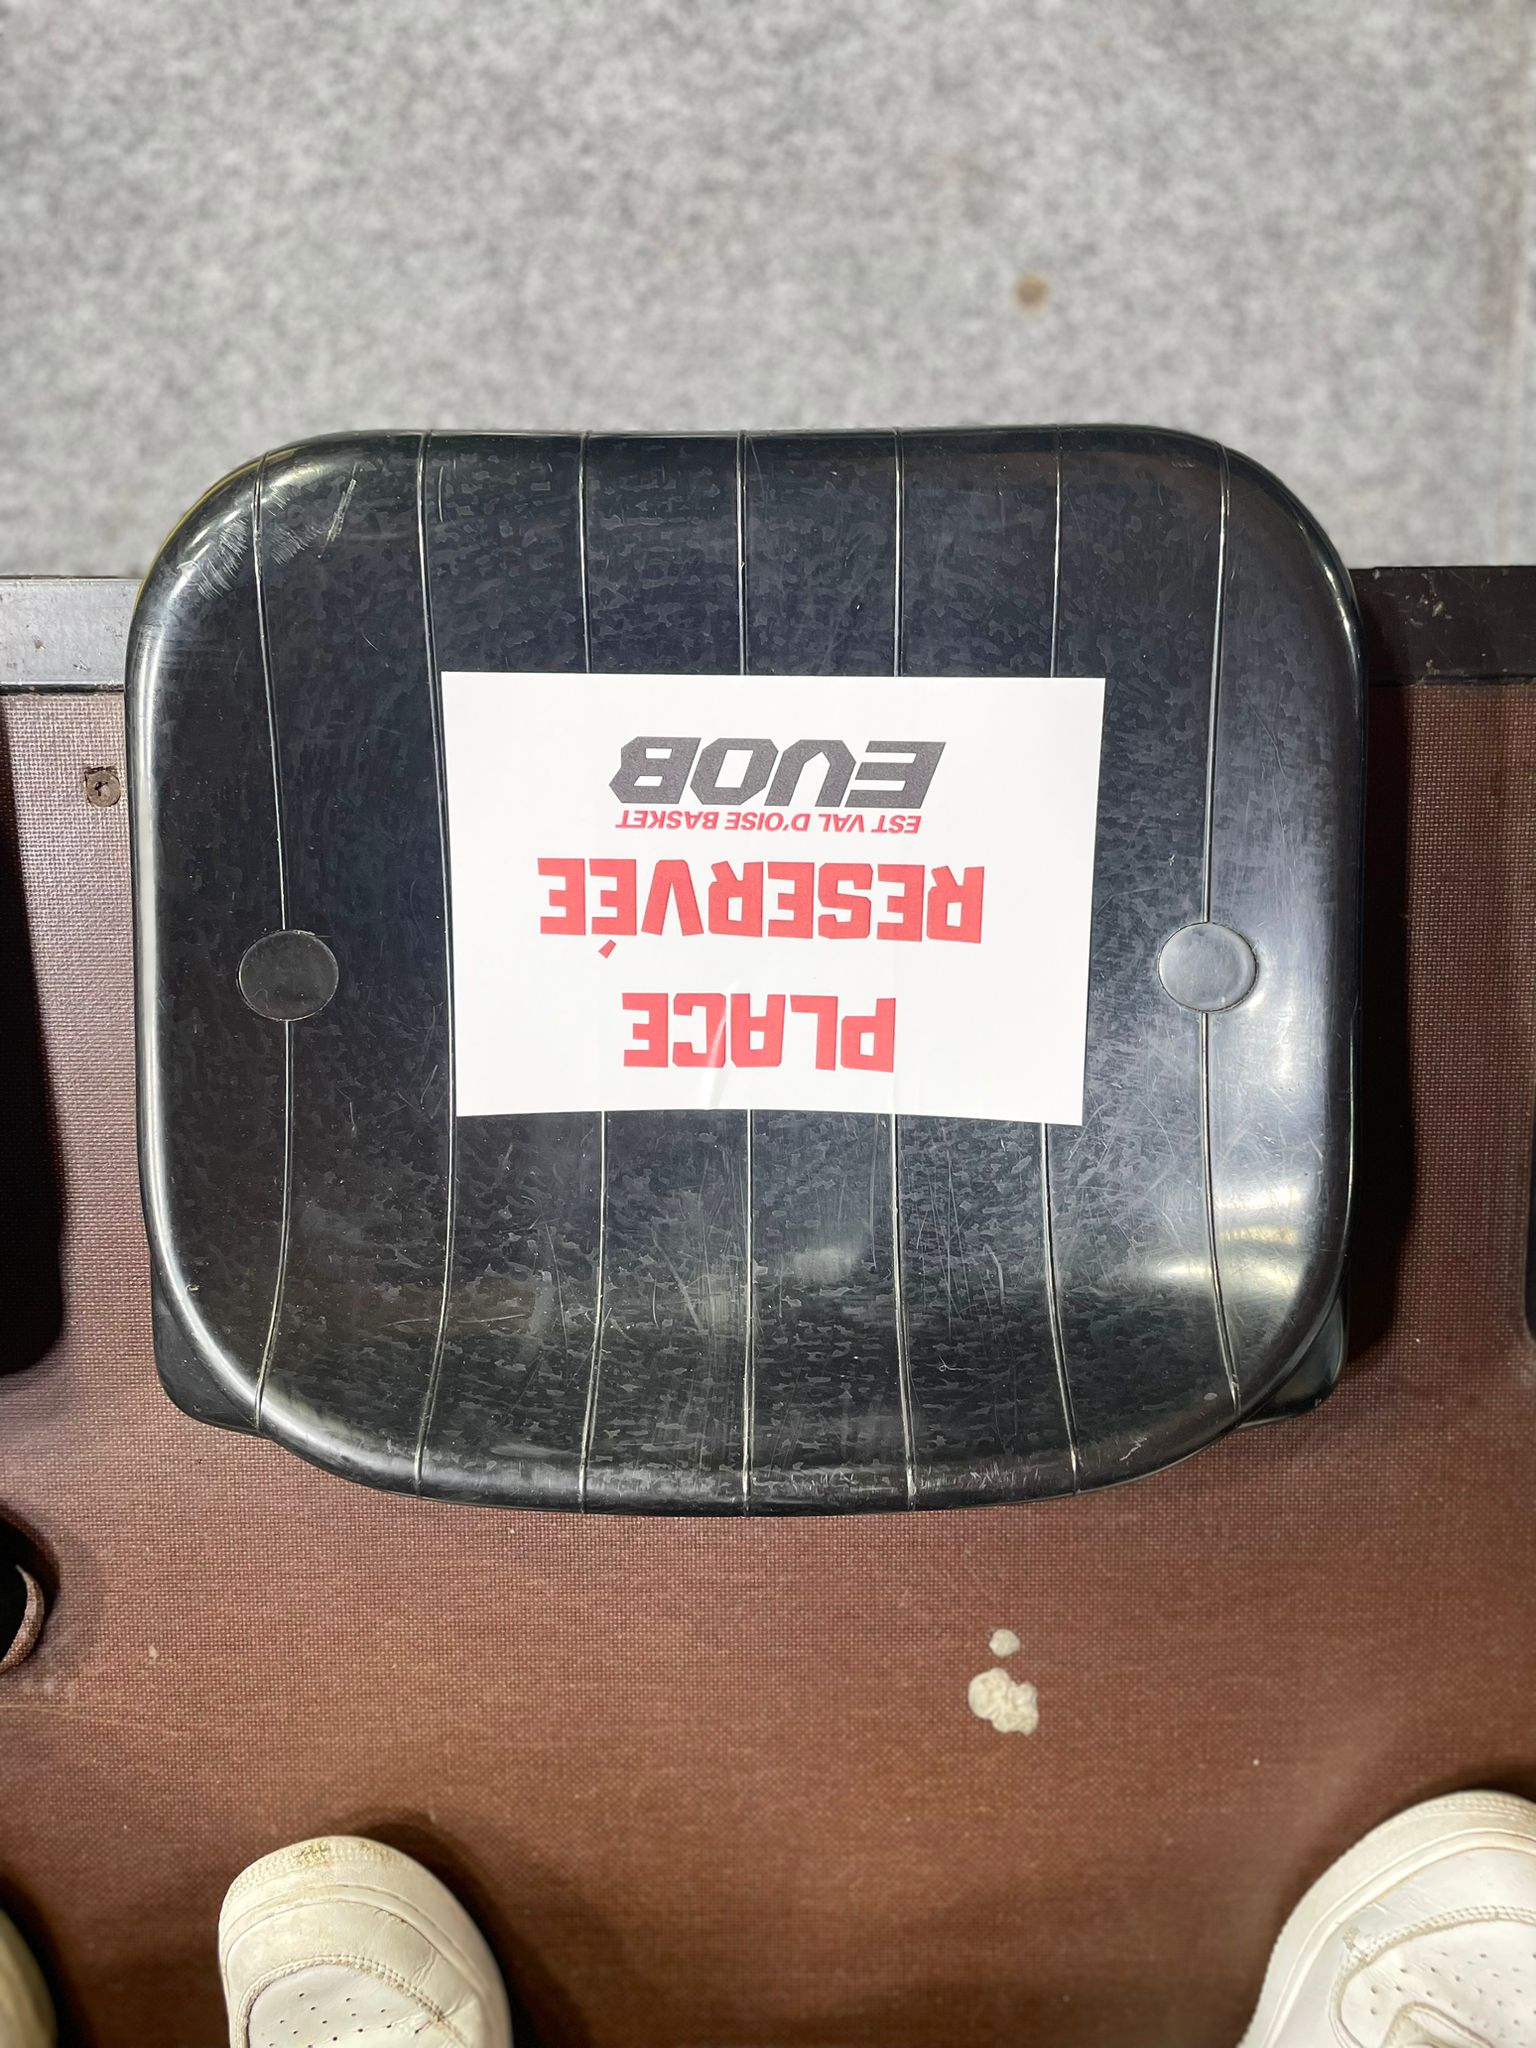 PLACE
RESERVÉE
EST VAL D'OISE BASKET
EVOB